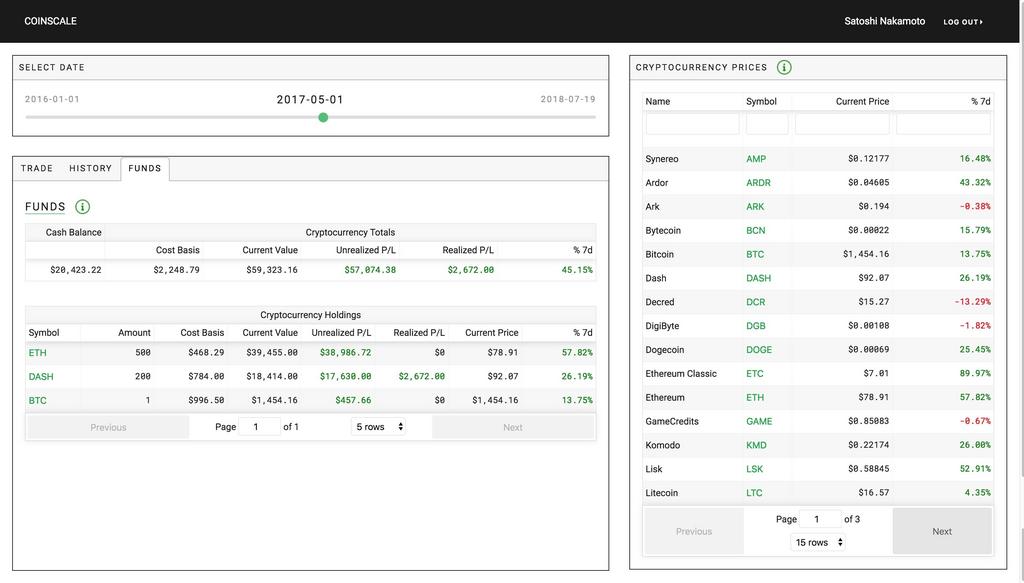 COINSCALE
Satoshi Nakamoto LOG OUT
SELECT DATE
2016-01-01 2017-05-01 2018-07-19
TRADE HISTORY FUNDS
FUNDS
Cash Balance Cryptocurrency Totals
Cost Basis Current Value Unrealized P/L Realized P/L % 7d
$20,423.22 $2,248.79 $59,323.16 $57,074.38 $2,672.00 45.15%
Cryptocurrency Holdings
Symbol Amount Cost Basis Current Value Unrealized P/L Realized P/L Current Price % 7d
ETH 500 $468.29 $39,455.00 $38,986.72 $0 $78.91 57.82%
DASH 200 $784.00 $18,414.00 $17,630.00 $2,672.00 $92.07 26.19%
BTC 1 $996.50 $1,454.16 $457.66 $0 $1,454.16 13.75%
Previous Page 1 of 1 5 rows Next
CRYPTOCURRENCY PRICES
Name Symbol Current Price % 7d
Synereo AMP $0.12177 16.48%
Ardor ARDR $0.04605 43.32%
Ark ARK $0.194 -0.38%
Bytecoin BCN $0.00022 15.79%
Bitcoin BTC $1,454.16 13.75%
Dash DASH $92.07 26.19%
Decred DCR $15.27 -13.29%
DigiByte DGB $0.00108 -1.82%
Dogecoin DOGE $0.00069 25.45%
Ethereum Classic ETC $7.01 89.97%
Ethereum ETH $78.91 57.82%
GameCredits GAME $0.85083 -0.67%
Komodo KMD $0.22174 26.00%
Lisk LSK $0.58845 52.91%
Litecoin LTC $16.57 4.35%
Previous Page 1 of 3 Next
15 rows